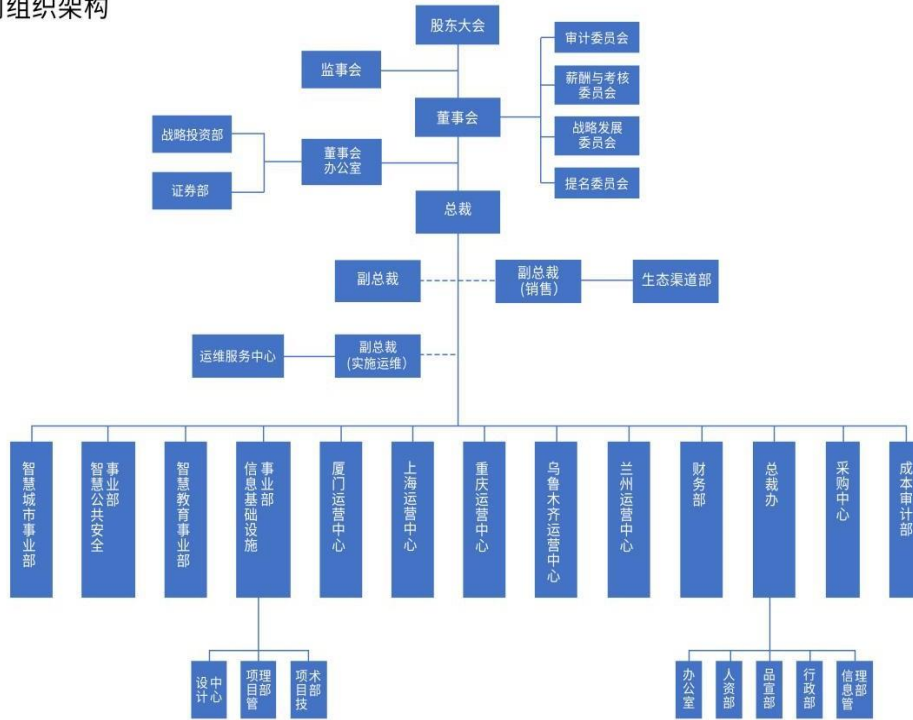 组织架构
股东大会
审计委员会
监事会
薪酬与考核
委员会
董事会
战略投资部
战略发展
委员会
董事会
办公室
证券部
提名委员会
总裁
副总裁
副总裁
(销售)
生态渠道部
运维服务中心
副总裁
(实施运维)
智慧城市事业部
智慧公共安全
事业部
智慧教育事业部
信息基础设施
事业部
厦门运营中心
上海运营中心
重庆运营中心
乌鲁木齐运营中心
兰州运营中心
财务部
总裁办
采购中心
成本审计部
设计
中心
项目管
理部
项目技
术部
办公室
人资部
品宣部
行政部
信息管
理部